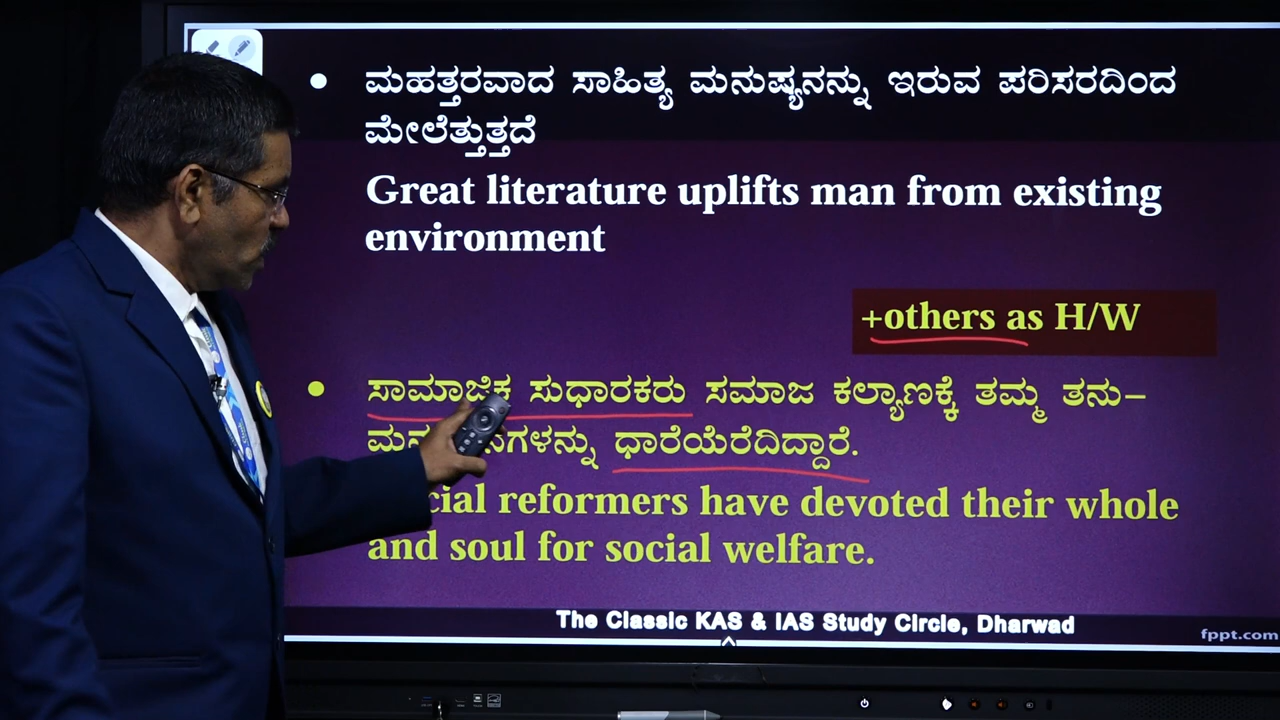 ಮಹತ್ತರವಾದ ಸಾಹಿತ್ಯ ಮನುಷ್ಯನನ್ನು ಇರುವ ಪರಿಸರದಿಂದ
ಮೇಲೆತ್ತುತ್ತದೆ
Great literature uplifts man from existing
environment
+others as H/W
ಸಾಮಾಜಿಕ ಸುಧಾರಕರು ಸಮಾಜ ಕಲ್ಯಾಣಕ್ಕೆ ತಮ್ಮ ತನು–
ಧಾರೆಯೆರೆದಿದ್ದಾರೆ.
reformers have devoted their whole
and soul for social welfare.
The Classic KAS & IAS Study Circle, Dharwad
fppt.com